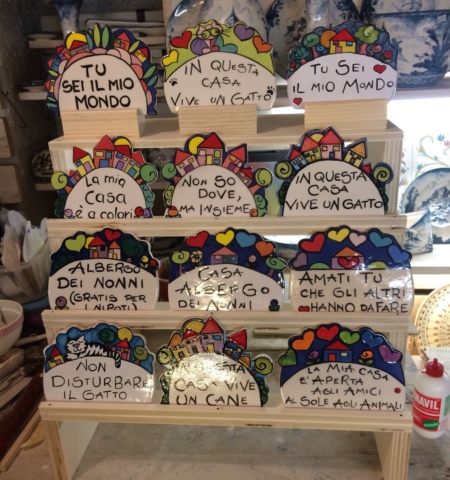 TU
SEI IL MIO
MONDO
IN QUESTA
CASA
VIVE UN GATTO
TU SEI
IL MIO MONDO
La mia
Casa
è a colori
NON SO
DOVE,
MA INSIEME
IN QUESTA
CASA
VIVE UN GATTO
ALBERGO
DEI NONNI
(GRATIS PER
I NIPOTI)
CASA
ALBERGO
DEI NONNI
AMATI TU
CHE GLI ALTRI
HANNO DA FARE
NON
DISTURBARE
IL GATTO
IN QUESTA
CASA VIVE
UN CANE
LA MIA CASA
E' APERTA
AGLI AMICI
AL SOLE AGLI ANIMALI
NAVIL